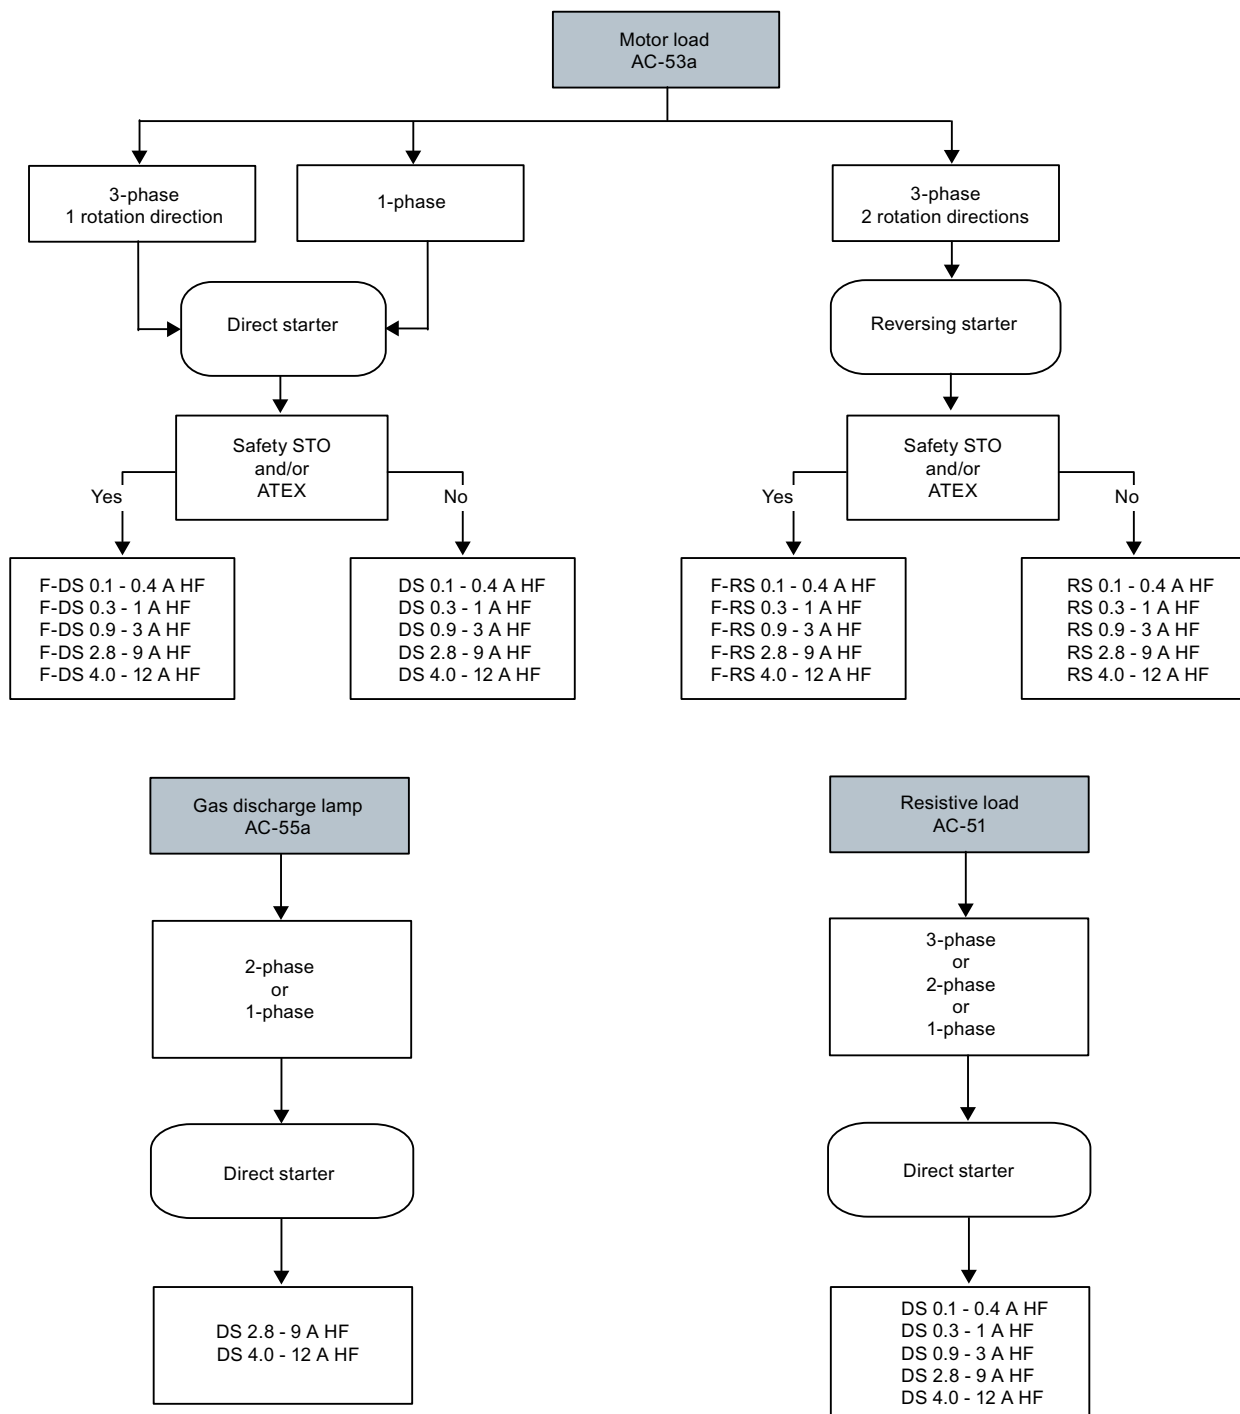 Motor load
AC-53a
3-phase
1 rotation direction
1-phase
3-phase
2 rotation directions
Direct starter
Reversing starter
Safety STO
and/or
ATEX
Yes
No
Safety STO
and/or
ATEX
Yes
No
F-DS 0.1 - 0.4 A HF
F-DS 0.3 - 1 A HF
F-DS 0.9 - 3 A HF
F-DS 2.8 - 9 A HF
F-DS 4.0 - 12 A HF
DS 0.1 - 0.4 A HF
DS 0.3 - 1 A HF
DS 0.9 - 3 A HF
DS 2.8 - 9 A HF
DS 4.0 - 12 A HF
F-RS 0.1 - 0.4 A HF
F-RS 0.3 - 1 A HF
F-RS 0.9 - 3 A HF
F-RS 2.8 - 9 A HF
F-RS 4.0 - 12 A HF
RS 0.1 - 0.4 A HF
RS 0.3 - 1 A HF
RS 0.9 - 3 A HF
RS 2.8 - 9 A HF
RS 4.0 - 12 A HF
Gas discharge lamp
AC-55a
2-phase
or
1-phase
Direct starter
DS 2.8 - 9 A HF
DS 4.0 - 12 A HF
Resistive load
AC-51
3-phase
or
2-phase
or
1-phase
Direct starter
DS 0.1 - 0.4 A HF
DS 0.3 - 1 A HF
DS 0.9 - 3 A HF
DS 2.8 - 9 A HF
DS 4.0 - 12 A HF